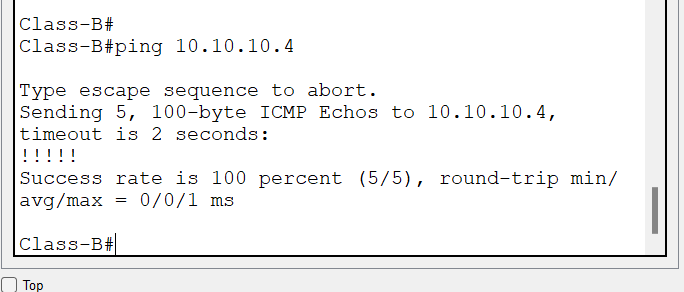 Class-B#
Class-B#ping 10.10.10.4
Type escape sequence to abort.
Sending 5, 100-byte ICMP Echos to 10.10.10.4,
timeout is 2 seconds:
!!!!!
Success rate is 100 percent (5/5), round-trip min/
avg/max = 0/0/1 ms
Class-B#
Top